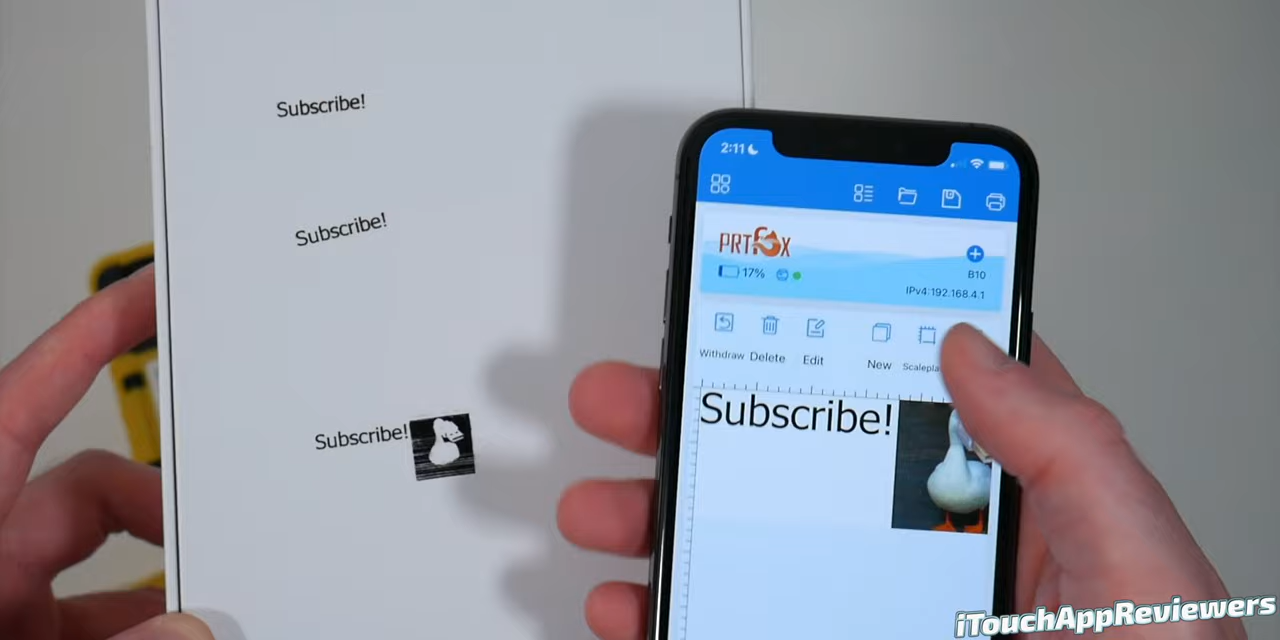 Subscribe!
Subscribe!
Subscribe!
2:11
PRTFOX
17%
B10
IPv4:192.168.4.1
Withdraw Delete Edit New
Subscribe!
iTouchAppReviewers